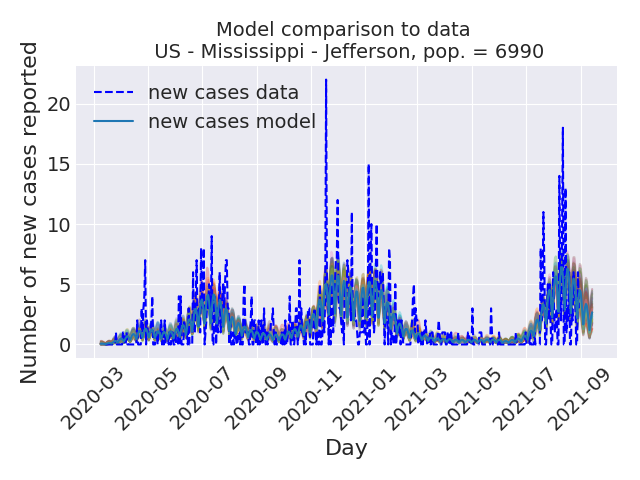 Model comparison to data
US - Mississippi - Jefferson, pop. = 6990
Number of new cases reported
20
15
10
5
0
new cases data
new cases model
2020-03
2020-05
2020-07
2020-09
2020-11
2021-01
2021-03
2021-05
2021-07
2021-09
Day